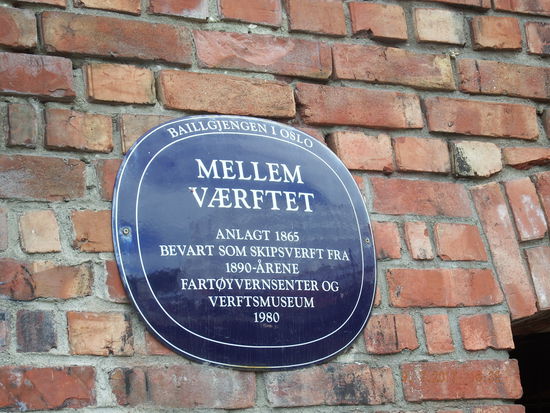 BAILLGJENGEN I OSLO
MELLEM
VÆRFTET
ANLAGT 1865
BEVART SOM SKIPSVERFT FRA
1890-ÅRENE
FARTØYVERNSENTER OG
VERFTSMUSEUM
1980